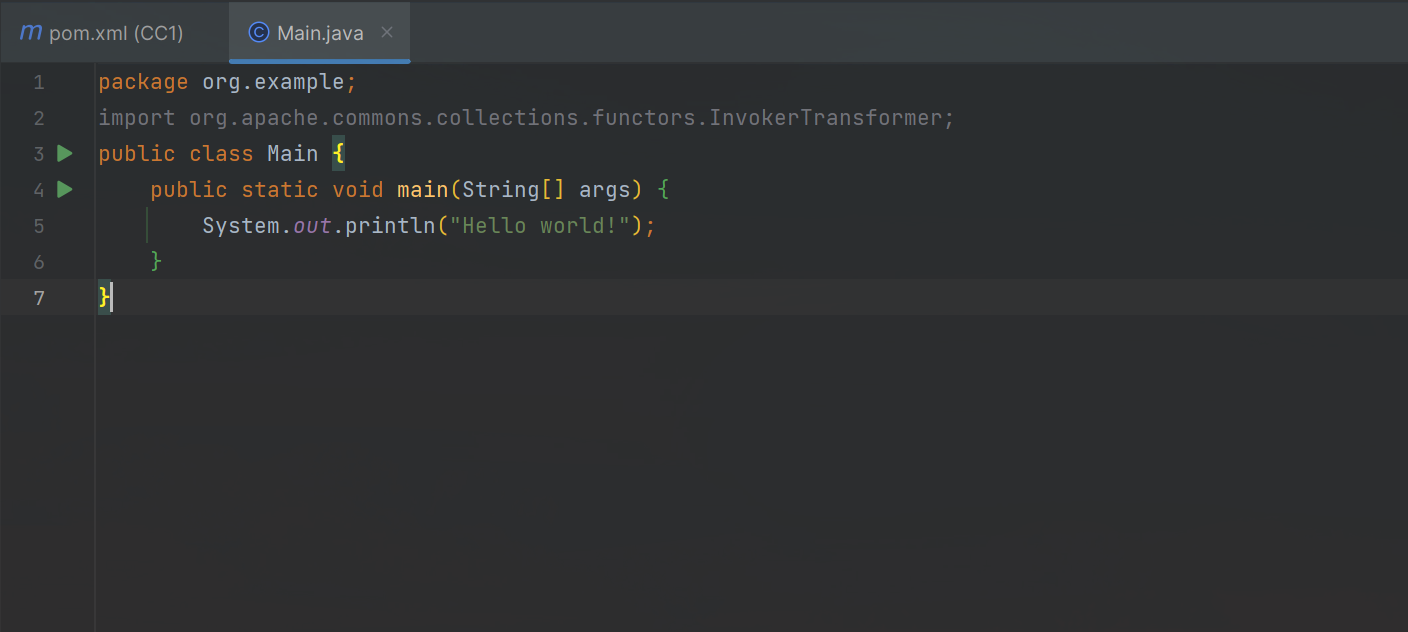 m pom.xml (CC1) © Main.java ×
1 package org.example;
2 import org.apache.commons.collections.functors.InvokerTransformer;
3 public class Main {
4     public static void main(String[] args) {
5         System.out.println("Hello world!");
6     }
7 }